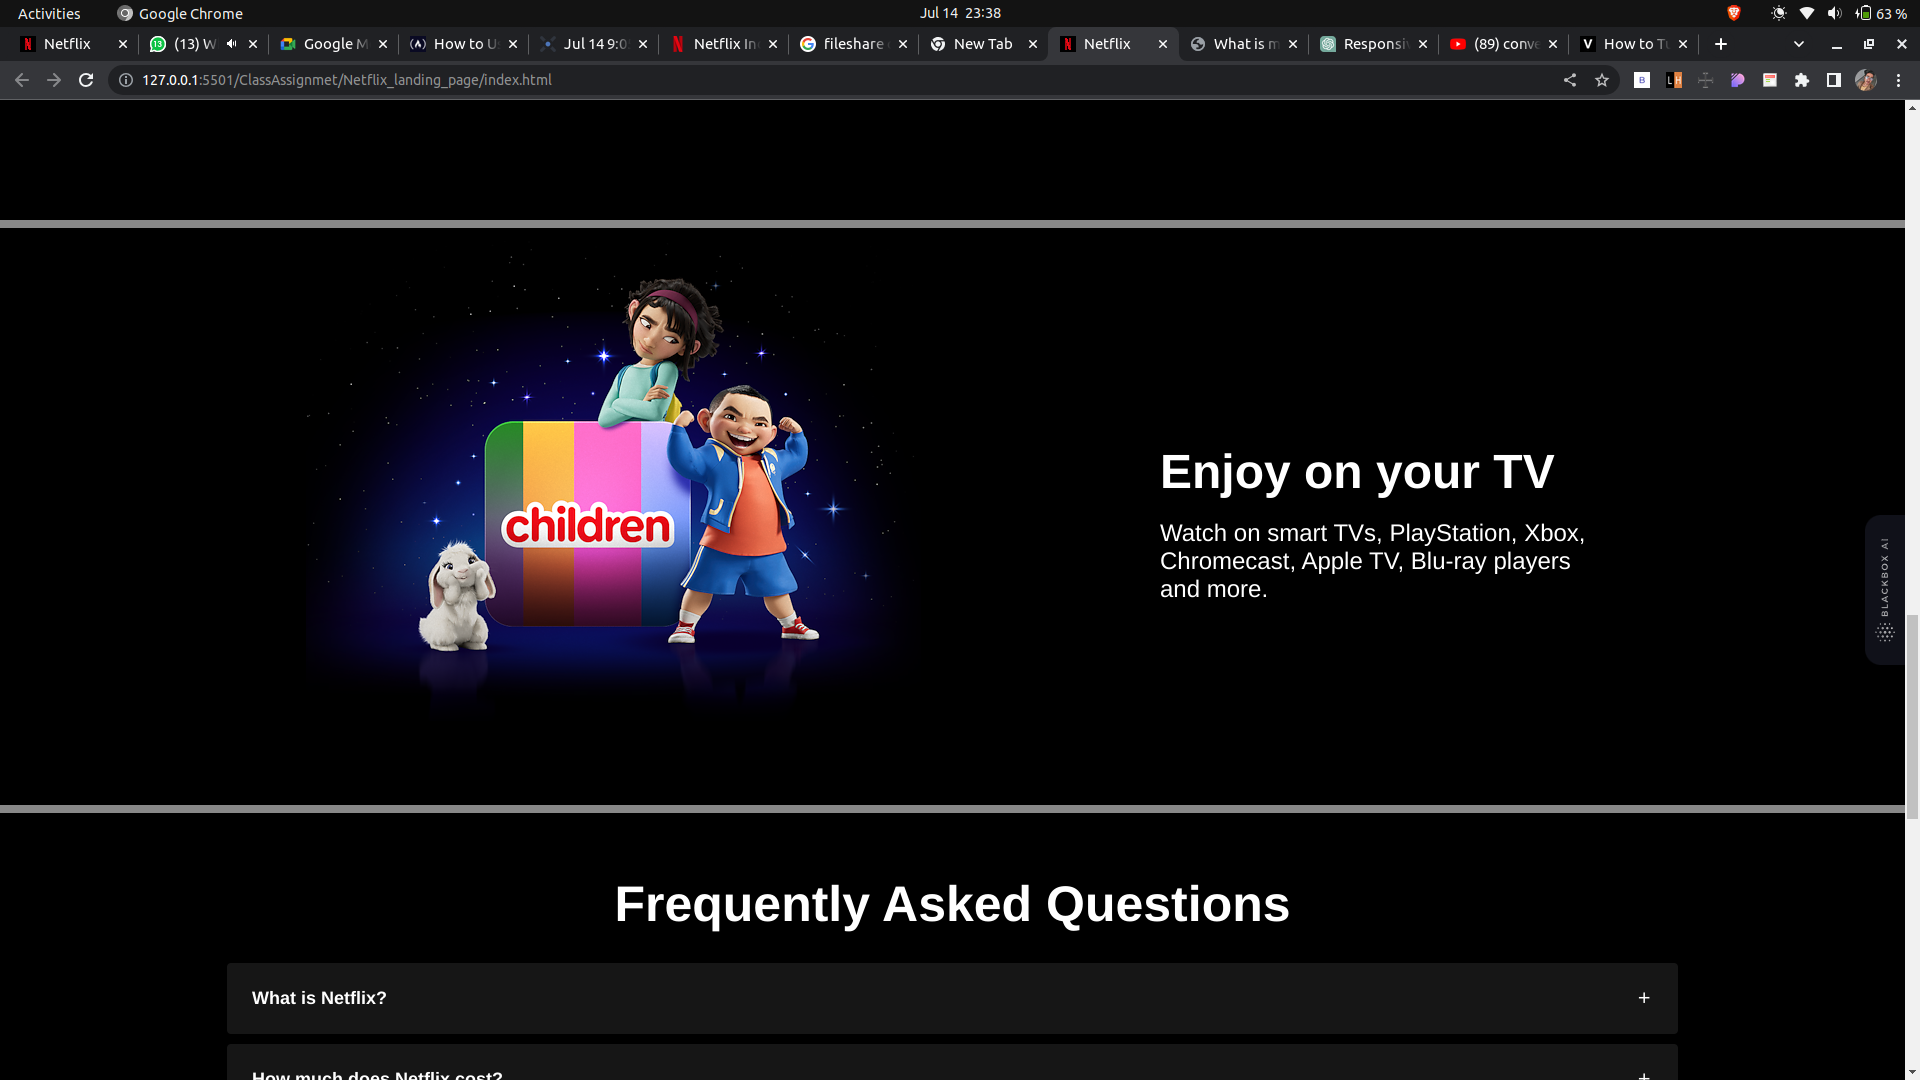 Activities
Google Chrome
Jul 14 23:38
63 %
Netflix
(13) W
Google M
How to U
Jul 14 9:0
Netflix In
fileshare
New Tab
Netflix
What is m
Responsiv
(89) conve
How to Tu
127.0.0.1:5501/ClassAssignmet/Netflix_landing_page/index.html
children
Enjoy on your TV
Watch on smart TVs, PlayStation, Xbox,
Chromecast, Apple TV, Blu-ray players
and more.
BLACKBOX AI
Frequently Asked Questions
What is Netflix?
+
How much does Netflix cost?
+